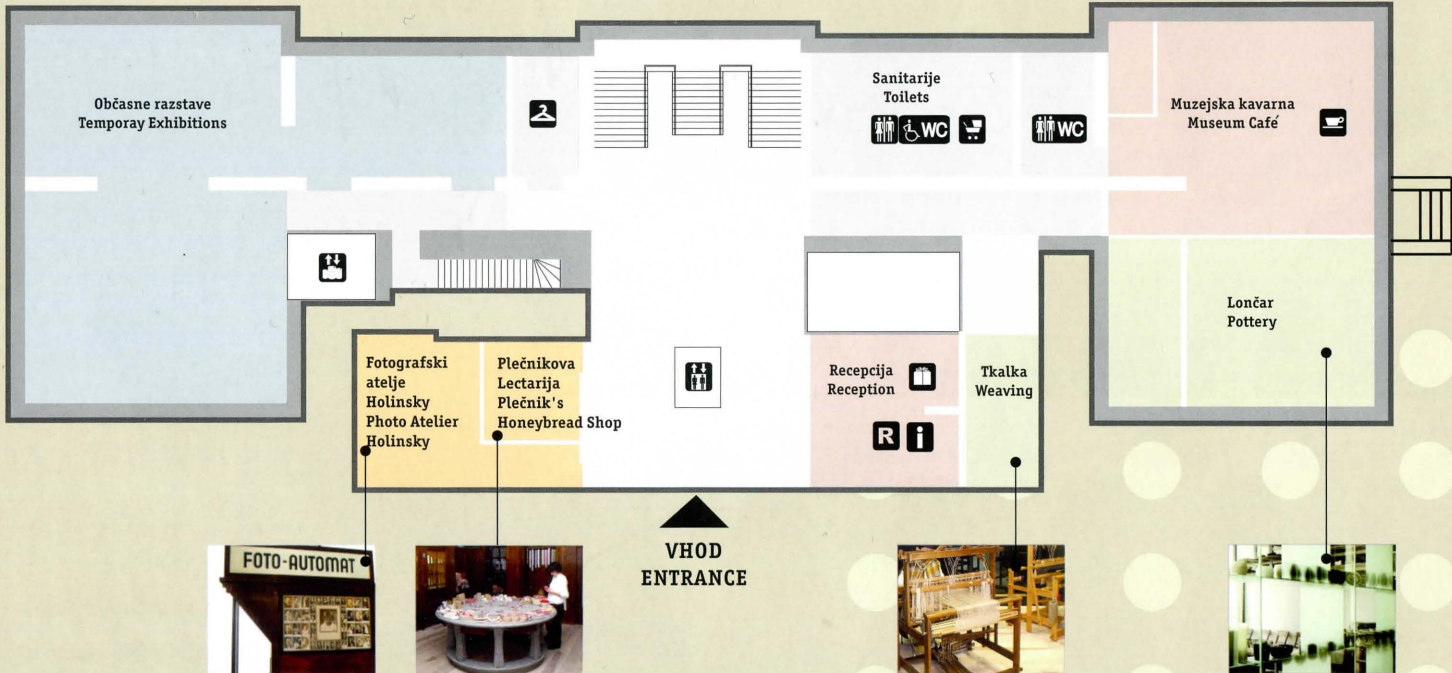 Občasne razstave
Temporay Exhibitions
Sanitarije
Toilets
WC
WC
Muzejska kavarna
Museum Café
Lončar
Pottery
Fotografski
atelje
Holinsky
Photo Atelier
Holinsky
Plečnikova
Lectarija
Plečnik's
Honeybread Shop
Recepcija
Reception
R i
Tkalka
Weaving
VHOD
ENTRANCE
FOTO-AUTOMAT